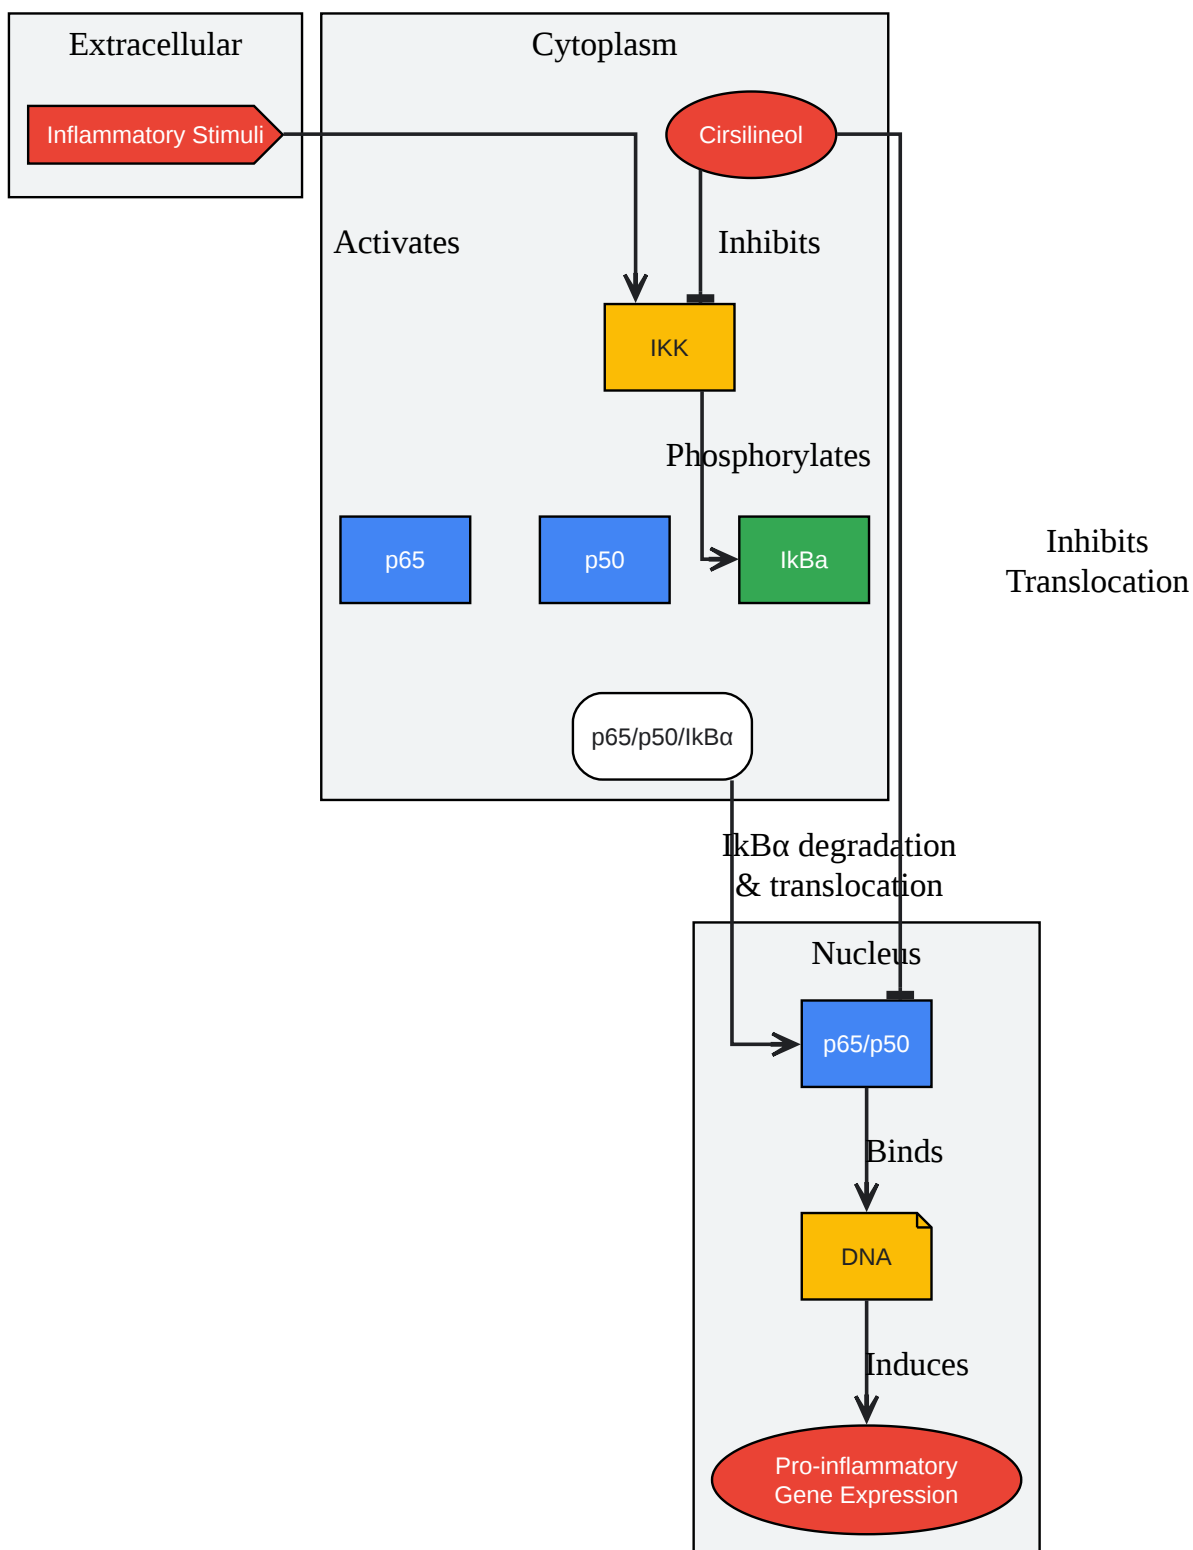 Extracellular
Cytoplasm
Inflammatory Stimuli
Cirsilineol
Activates
Inhibits
IKK
Phosphorylates
p65
p50
IkBa
Inhibits
Translocation
p65/p50/IkBα
IkBα degradation
& translocation
Nucleus
p65/p50
Binds
DNA
Induces
Pro-inflammatory
Gene Expression